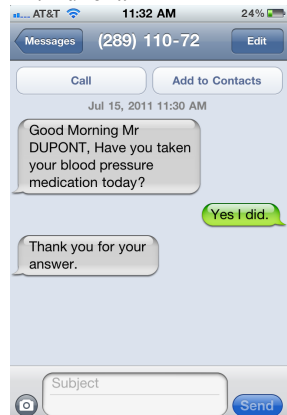 AT&T 11:32 AM 24%
Messages (289) 110-72 Edit
Call Add to Contacts
Jul 15, 2011 11:30 AM
Good Morning Mr
DUPONT, Have you taken
your blood pressure
medication today?
Yes I did.
Thank you for your
answer.
Subject
Send